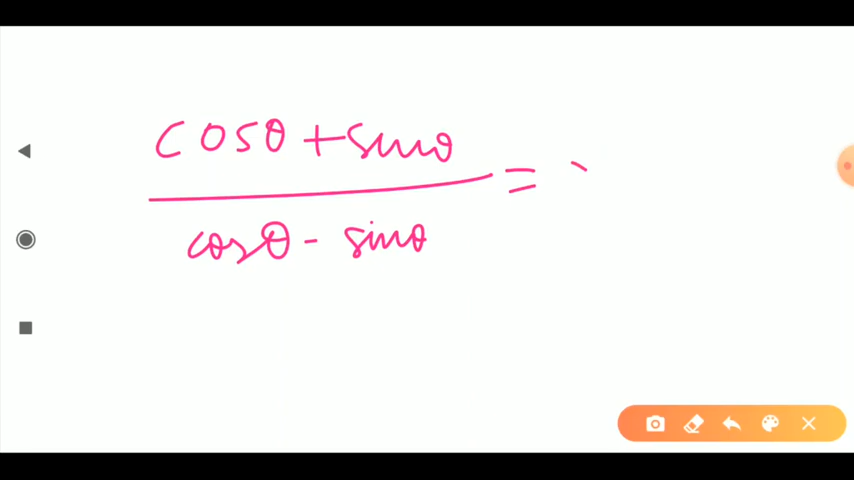 cosθ + sinθ
cosθ - sinθ =